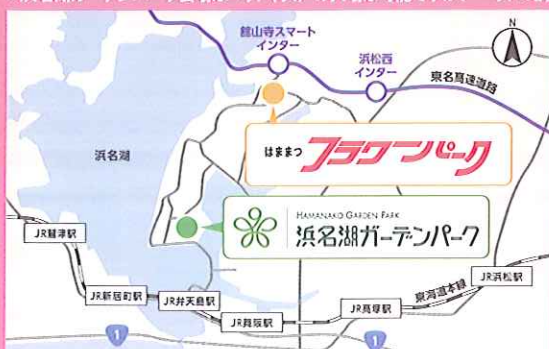 舘山寺スマート
インター
浜松西
インター
N
東名高速道路
はままつ フラワーパーク
浜名湖
HAMANAKO GARDEN PARK
浜名湖ガーデンパーク
JR鷲津駅
JR新居町駅
JR弁天島駅
JR舞阪駅
JR高塚駅
JR浜松駅
東海道本線
1
1